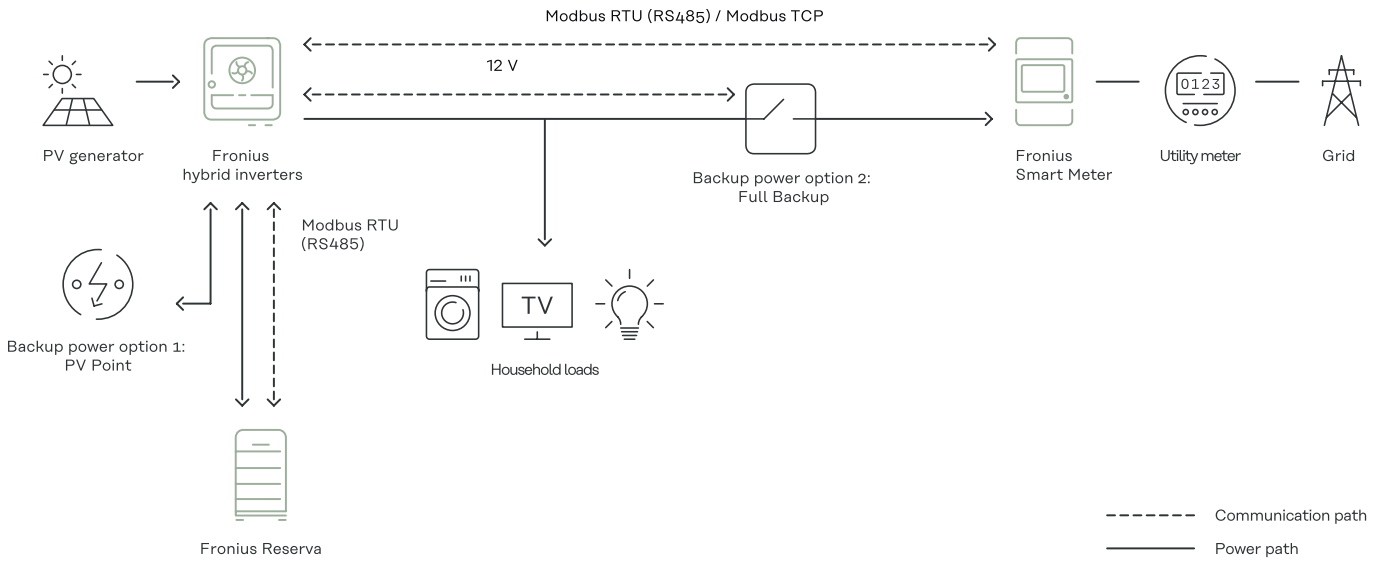 Modbus RTU (RS485) / Modbus TCP
12 V
0123
PV generator
Fronius
hybrid inverters
Fronius
Smart Meter
Utility meter
Grid
Backup power option 2:
Full Backup
Modbus RTU
(RS485)
TV
Backup power option 1:
PV Point
Household loads
Fronius Reserva
Communication path
Power path